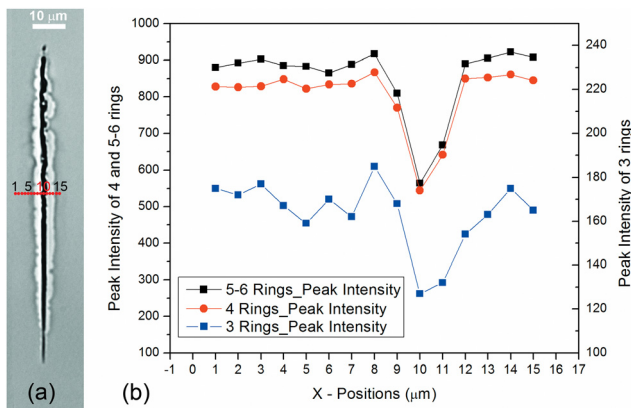 10 μm
1 5 10 15
(a)
Peak Intensity of 4 and 5-6 rings
1000
900
800
700
600
500
400
300
200
100
5-6 Rings_Peak Intensity
4 Rings_Peak Intensity
3 Rings_Peak Intensity
240
220
200
180
160
140
120
100
Peak Intensity of 3 rings
-1 0 1 2 3 4 5 6 7 8 9 10 11 12 13 14 15 16 17
(b)
X - Positions (μm)